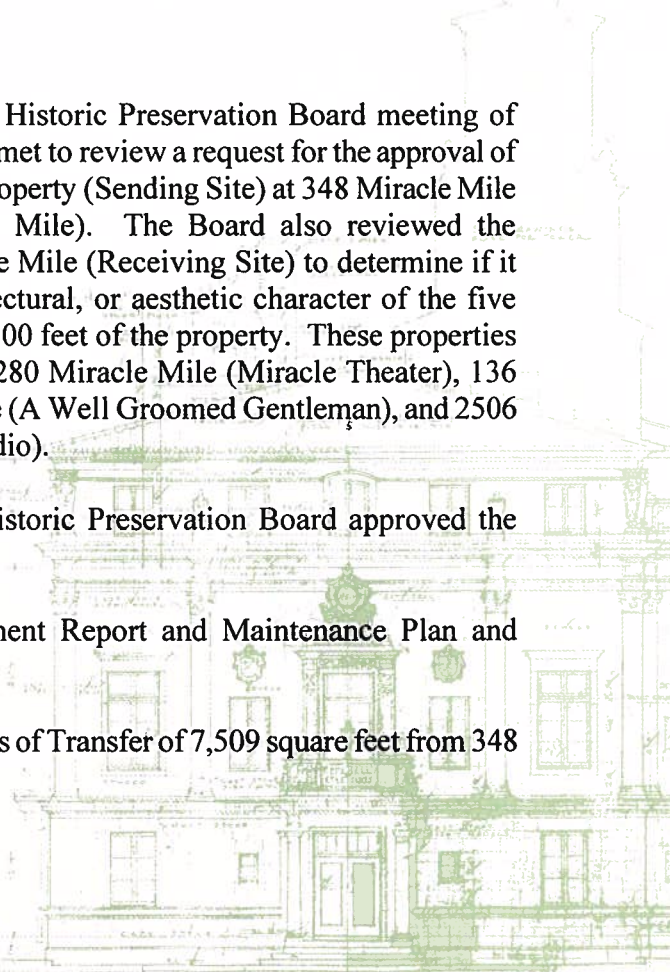 Historic Preservation Board meeting of
met to review a request for the approval of
operty (Sending Site) at 348 Miracle Mile
Mile). The Board also reviewed the
e Mile (Receiving Site) to determine if it
ectural, or aesthetic character of the five
00 feet of the property. These properties
280 Miracle Mile (Miracle Theater), 136
e (A Well Groomed Gentleman), and 2506
dio).
istoric Preservation Board approved the
nent Report and Maintenance Plan and
s of Transfer of 7,509 square feet from 348